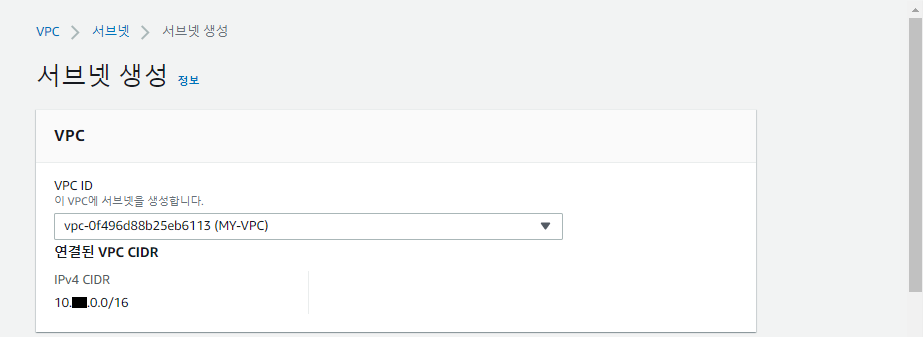 VPC > 서브넷 > 서브넷 생성
서브넷 생성 정보
VPC
VPC ID
이 VPC에 서브넷을 생성합니다.
vpc-0f496d88b25eb6113 (MY-VPC)
연결된 VPC CIDR
IPv4 CIDR
10. .0.0/16